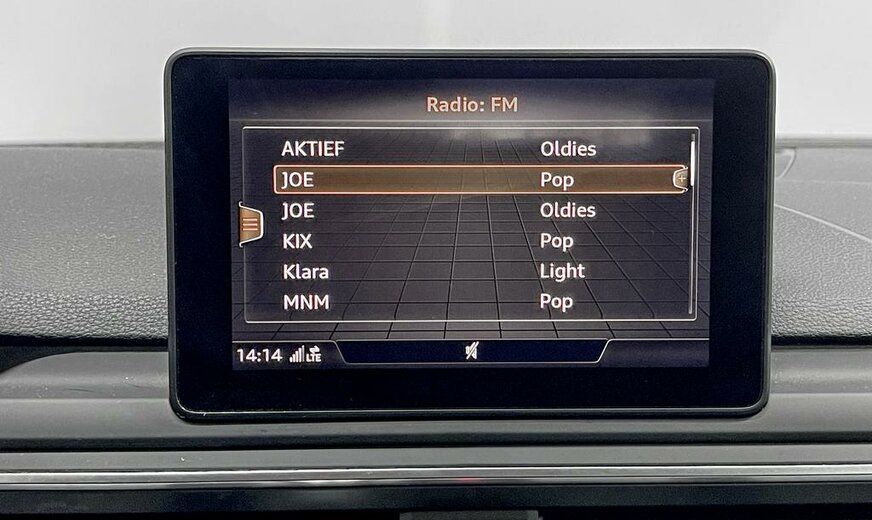 Radio: FM
AKTIEF Oldies
JOE Pop
JOE Oldies
KIX Pop
Klara Light
MNM Pop
14:14 LTE